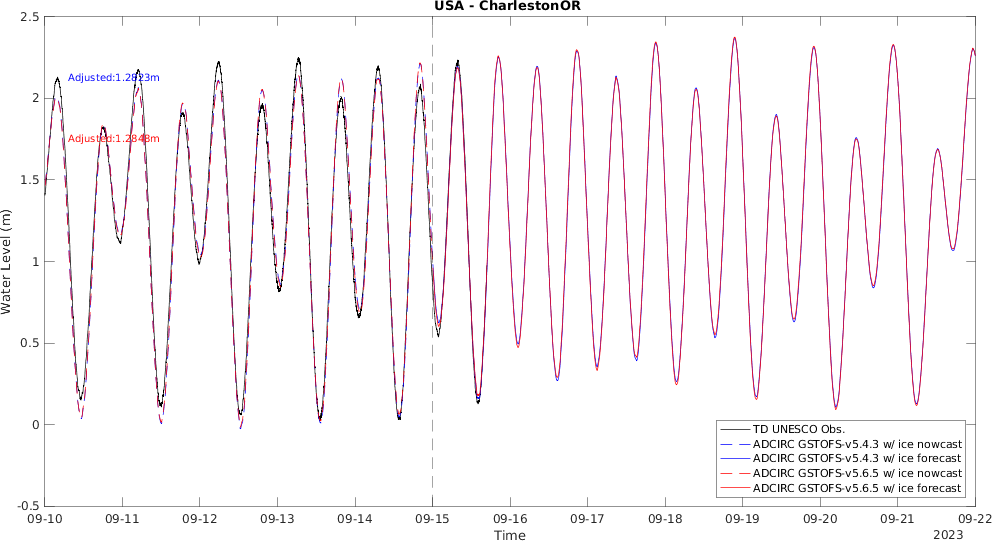 USA - CharlestonOR
2.5
2
1.5
1
0.5
0
-0.5
Water Level (m)
Adjusted:1.2823m
Adjusted:1.2848m
TD UNESCO Obs.
ADCIRC GSTOFS-v5.4.3 w/ ice nowcast
ADCIRC GSTOFS-v5.4.3 w/ ice forecast
ADCIRC GSTOFS-v5.6.5 w/ ice nowcast
ADCIRC GSTOFS-v5.6.5 w/ ice forecast
09-10 09-11 09-12 09-13 09-14 09-15 09-16 09-17 09-18 09-19 09-20 09-21 09-22
Time
2023